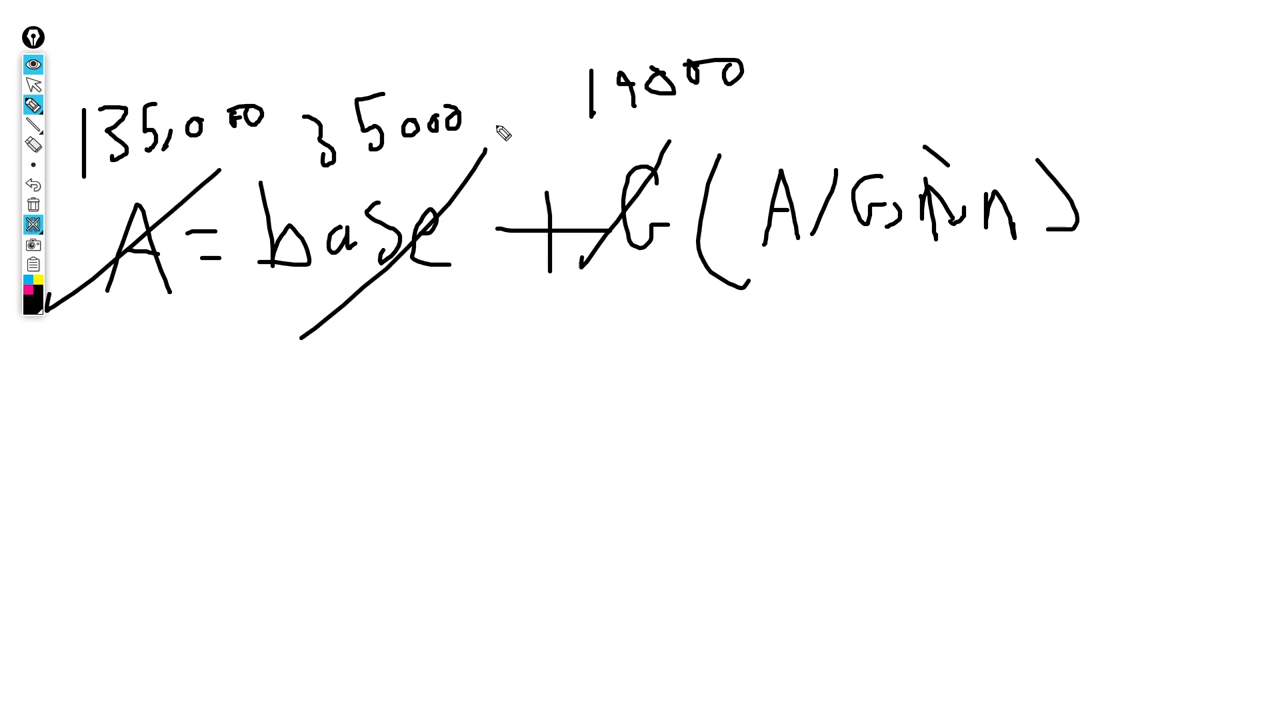 135,000 35000 14000
A = base + G (A/G, i, n)